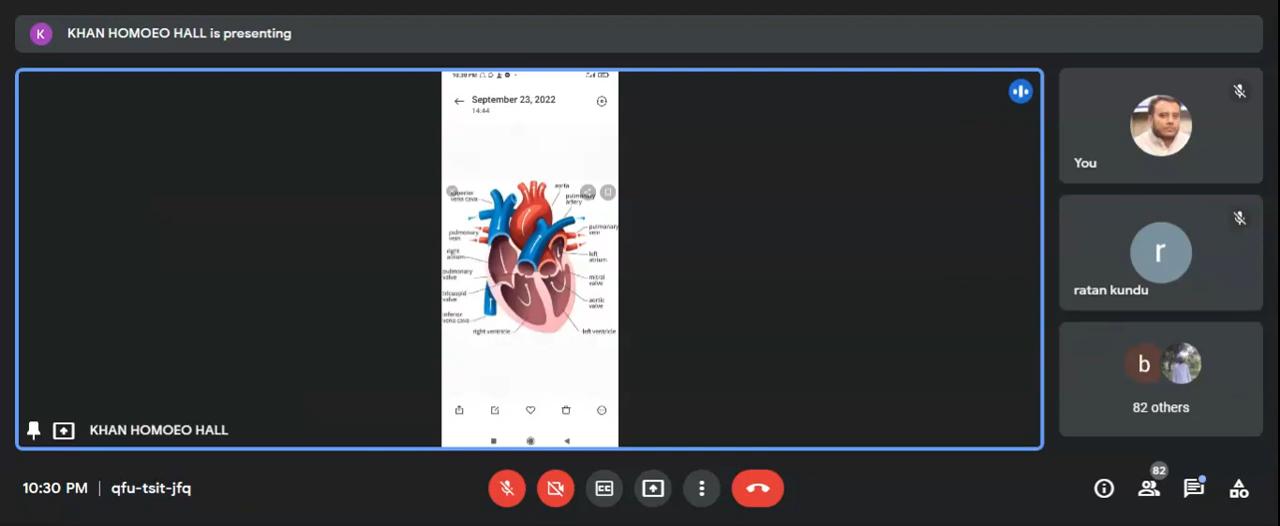 K KHAN HOMOEO HALL is presenting
10:30 PM
September 23, 2022
14:44
superior
vena cava
aorta
pulmonary
artery
pulmonary
vein
pulmonary
vein
right
atrium
left
atrium
pulmonary
valve
mitral
valve
tricuspid
valve
aortic
valve
inferior
vena cava
right ventricle
left ventricle
KHAN HOMOEO HALL
You
r
ratan kundu
b
82 others
10:30 PM | qfu-tsit-jfq
CC
82